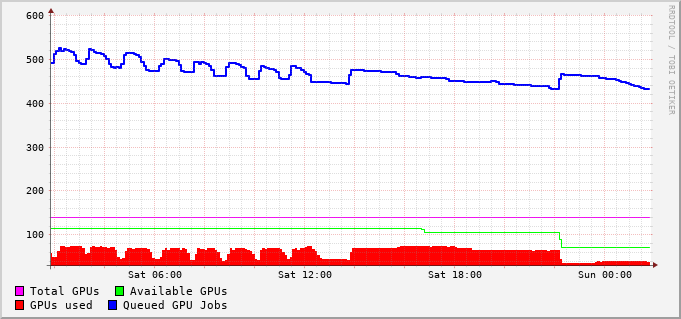 600
500
400
300
200
100
Sat 06:00 Sat 12:00 Sat 18:00 Sun 00:00
Total GPUs Available GPUs
GPUs used Queued GPU Jobs
RRDTOOL / TOBI OETIKER